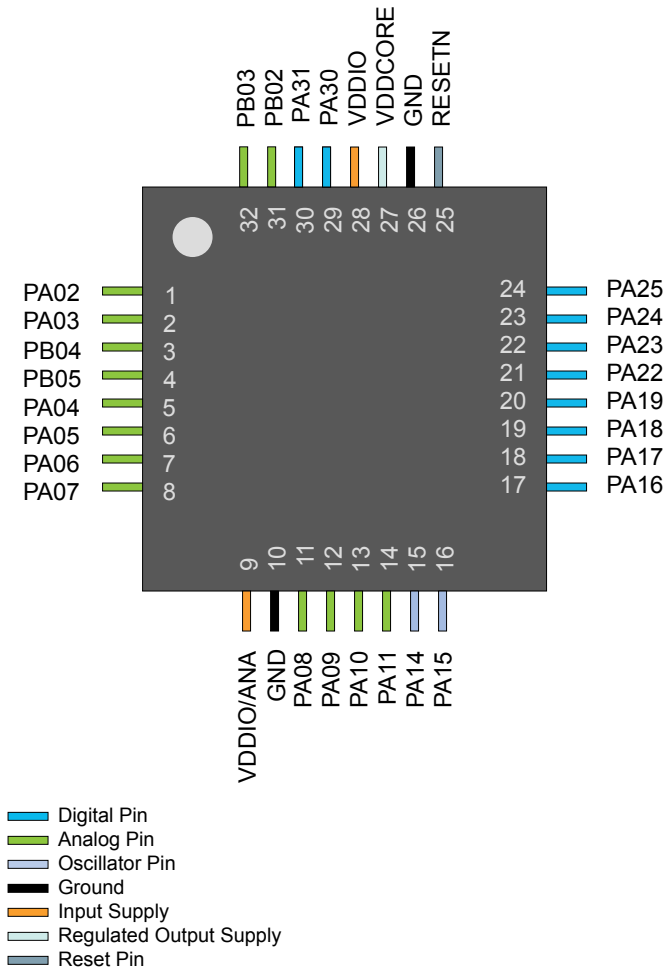 PB03
PB02
PA31
PA30
VDDIO
VDDCORE
GND
RESETN
32
31
30
29
28
27
26
25
PA02 1
PA03 2
PB04 3
PB05 4
PA04 5
PA05 6
PA06 7
PA07 8
24 PA25
23 PA24
22 PA23
21 PA22
20 PA19
19 PA18
18 PA17
17 PA16
9
10
11
12
13
14
15
16
VDDIO/ANA
GND
PA08
PA09
PA10
PA11
PA14
PA15
Digital Pin
Analog Pin
Oscillator Pin
Ground
Input Supply
Regulated Output Supply
Reset Pin